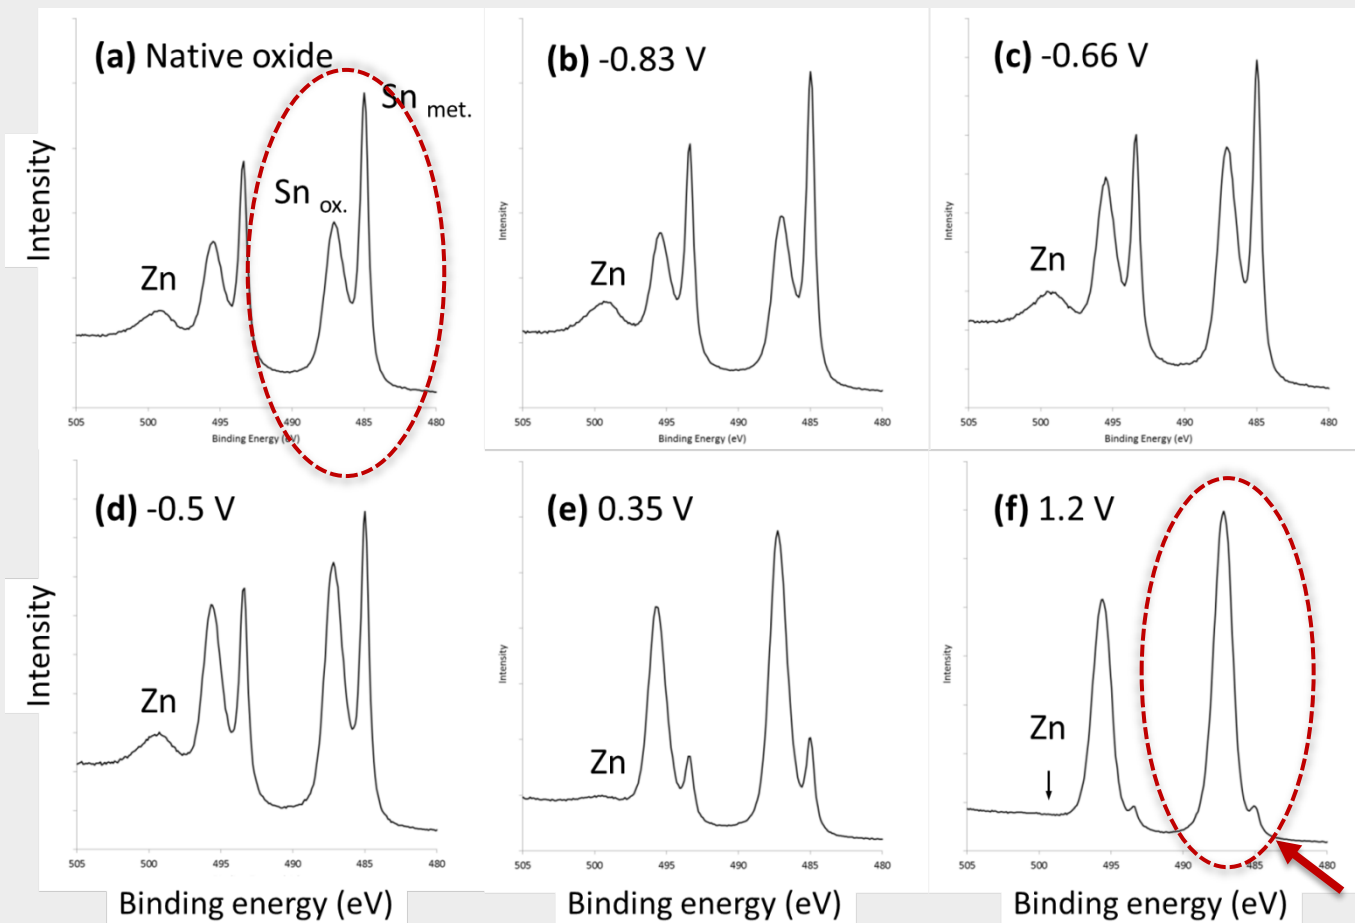 (a) Native oxide
Sn met.
Sn ox.
Zn
Intensity
505 500 495 490 485 480
Binding Energy (eV)
(b) -0.83 V
Zn
Intensity
505 500 495 490 485 480
Binding Energy (eV)
(c) -0.66 V
Zn
Intensity
505 500 495 490 485 480
Binding Energy (eV)
(d) -0.5 V
Zn
Intensity
505 500 495 490 485 480
Binding energy (eV)
(e) 0.35 V
Zn
Intensity
505 500 495 490 485 480
Binding energy (eV)
(f) 1.2 V
Zn
Intensity
505 500 495 490 485 480
Binding energy (eV)